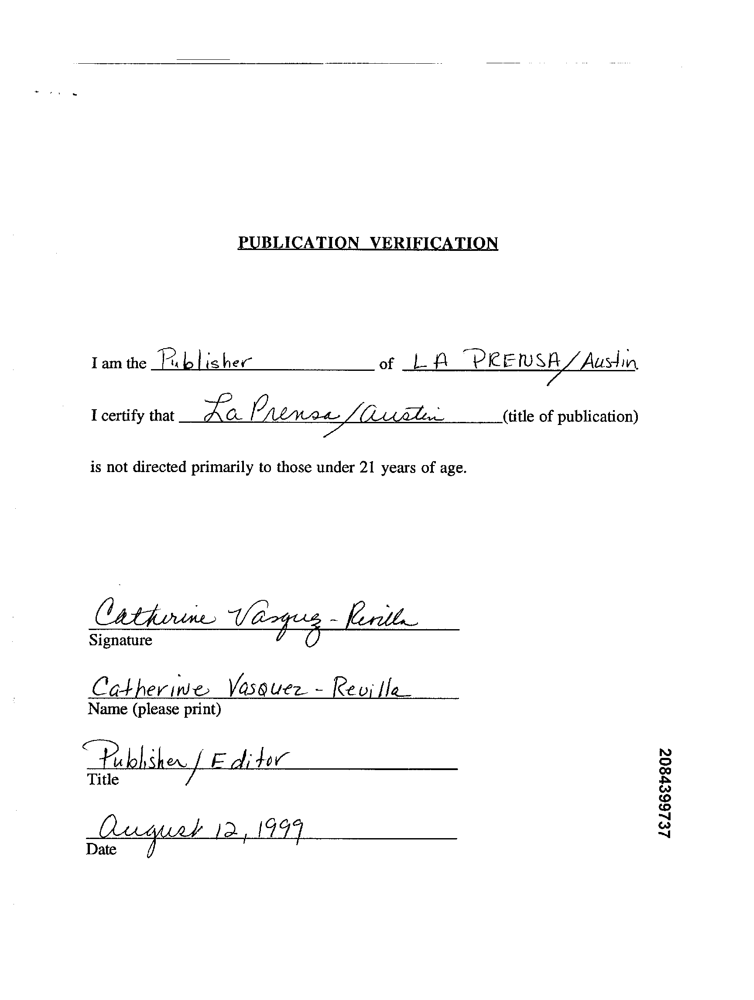 PUBLICATION VERIFICATION
I am the Publisher of LA PRENSA/Austin
I certify that La Prensa/Austin (title of publication)
is not directed primarily to those under 21 years of age.
Catherine Vasquez-Revilla
Signature
Catherine Vasquez-Revilla
Name (please print)
Publisher/Editor
Title
August 12, 1999
Date
2084399737